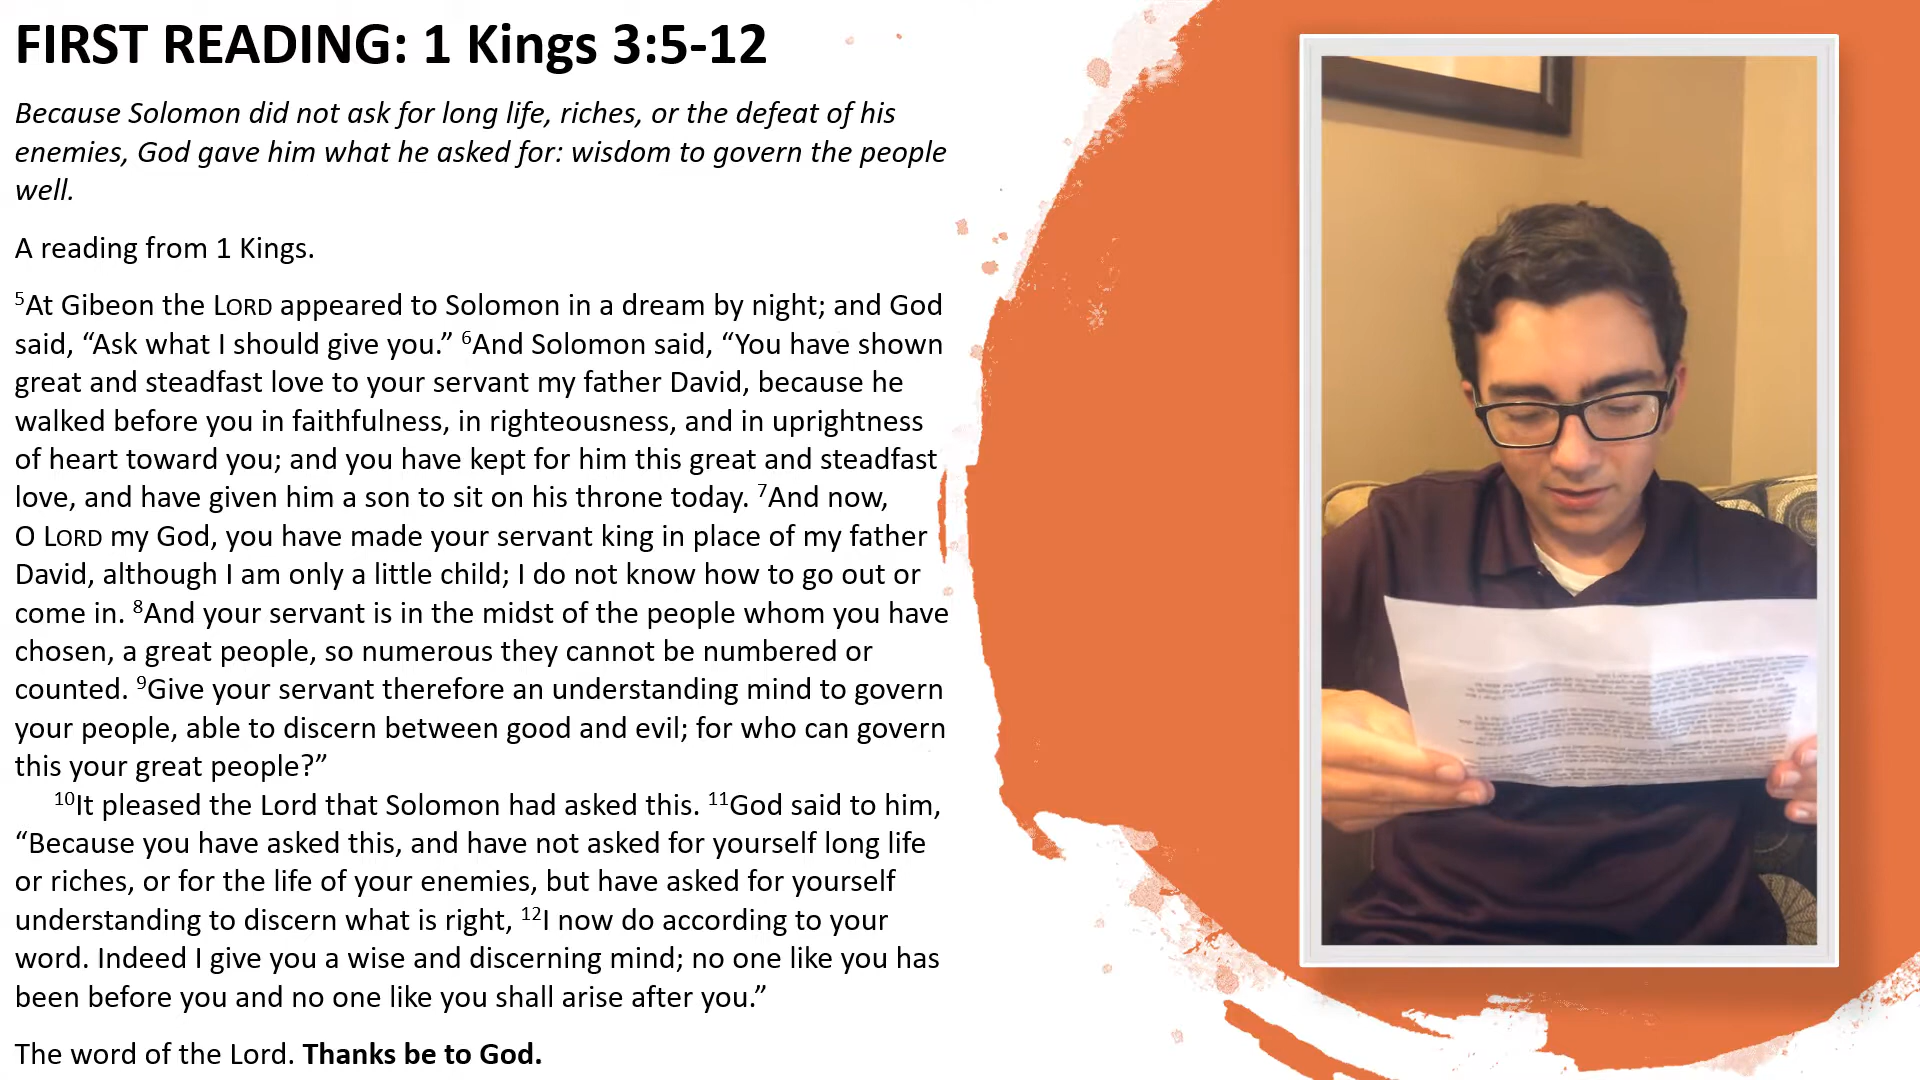 FIRST READING: 1 Kings 3:5-12
Because Solomon did not ask for long life, riches, or the defeat of his
enemies, God gave him what he asked for: wisdom to govern the people
well.
A reading from 1 Kings.
⁵At Gibeon the LORD appeared to Solomon in a dream by night; and God
said, “Ask what I should give you.” ⁶And Solomon said, “You have shown
great and steadfast love to your servant my father David, because he
walked before you in faithfulness, in righteousness, and in uprightness
of heart toward you; and you have kept for him this great and steadfast
love, and have given him a son to sit on his throne today. ⁷And now,
O LORD my God, you have made your servant king in place of my father
David, although I am only a little child; I do not know how to go out or
come in. ⁸And your servant is in the midst of the people whom you have
chosen, a great people, so numerous they cannot be numbered or
counted. ⁹Give your servant therefore an understanding mind to govern
your people, able to discern between good and evil; for who can govern
this your great people?”
¹⁰It pleased the Lord that Solomon had asked this. ¹¹God said to him,
“Because you have asked this, and have not asked for yourself long life
or riches, or for the life of your enemies, but have asked for yourself
understanding to discern what is right, ¹²I now do according to your
word. Indeed I give you a wise and discerning mind; no one like you has
been before you and no one like you shall arise after you.”
The word of the Lord. Thanks be to God.